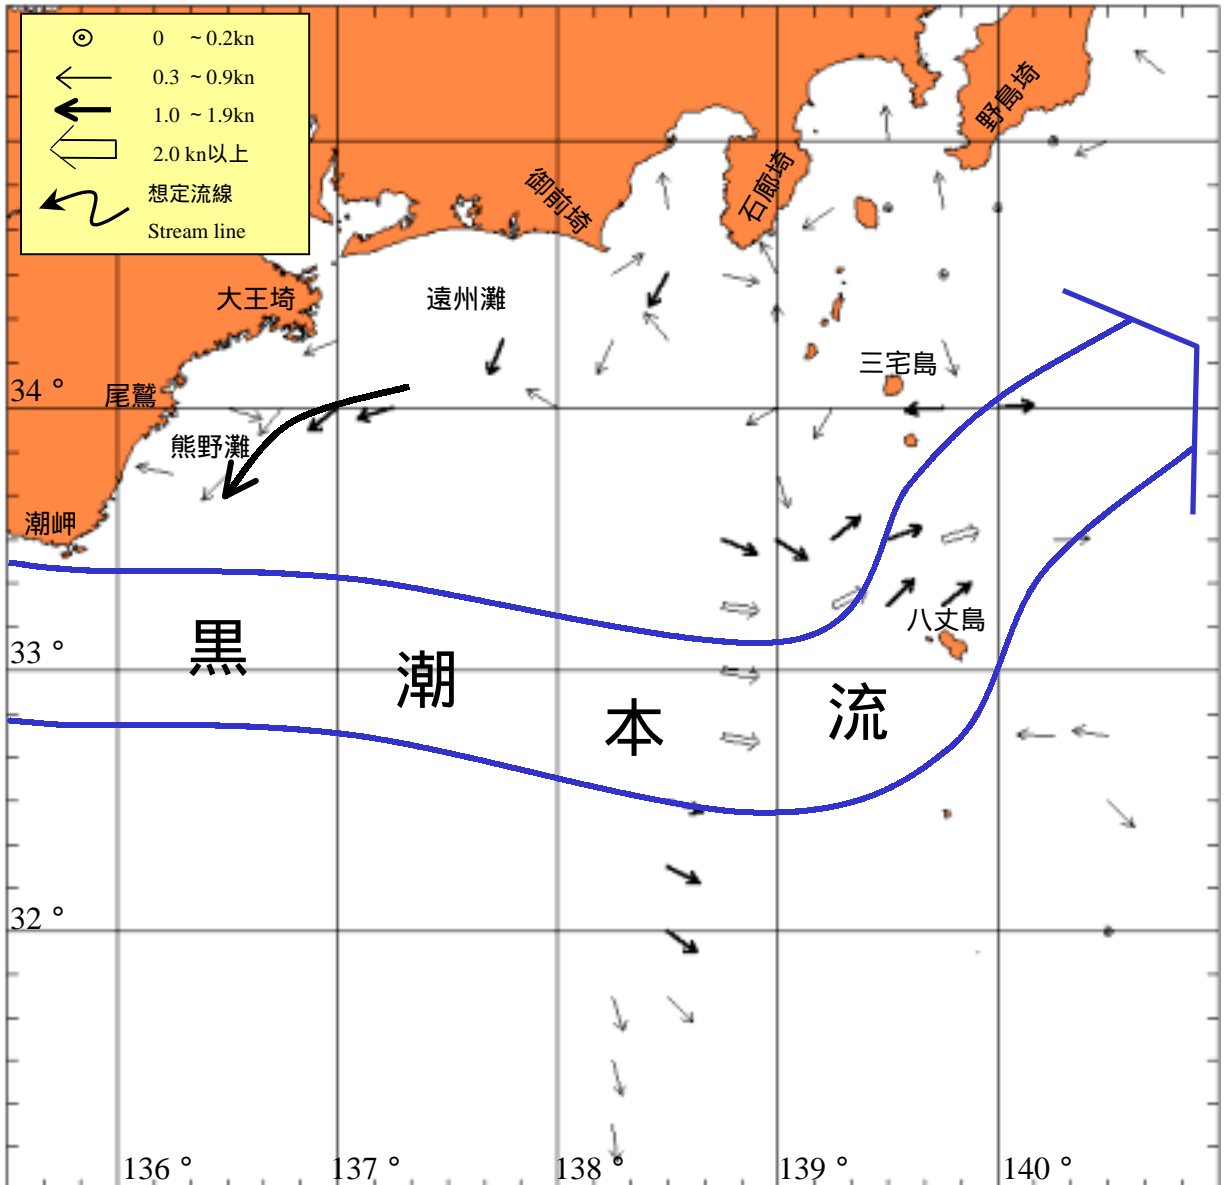 0 ~ 0.2kn
0.3 ~ 0.9kn
1.0 ~ 1.9kn
2.0 kn以上
想定流線
Stream line
野島埼
石廊埼
御前埼
大王埼
遠州灘
三宅島
34 °
尾鷲
熊野灘
潮岬
八丈島
33 °
黒潮本流
32 °
136 °
137 °
138 °
139 °
140 °